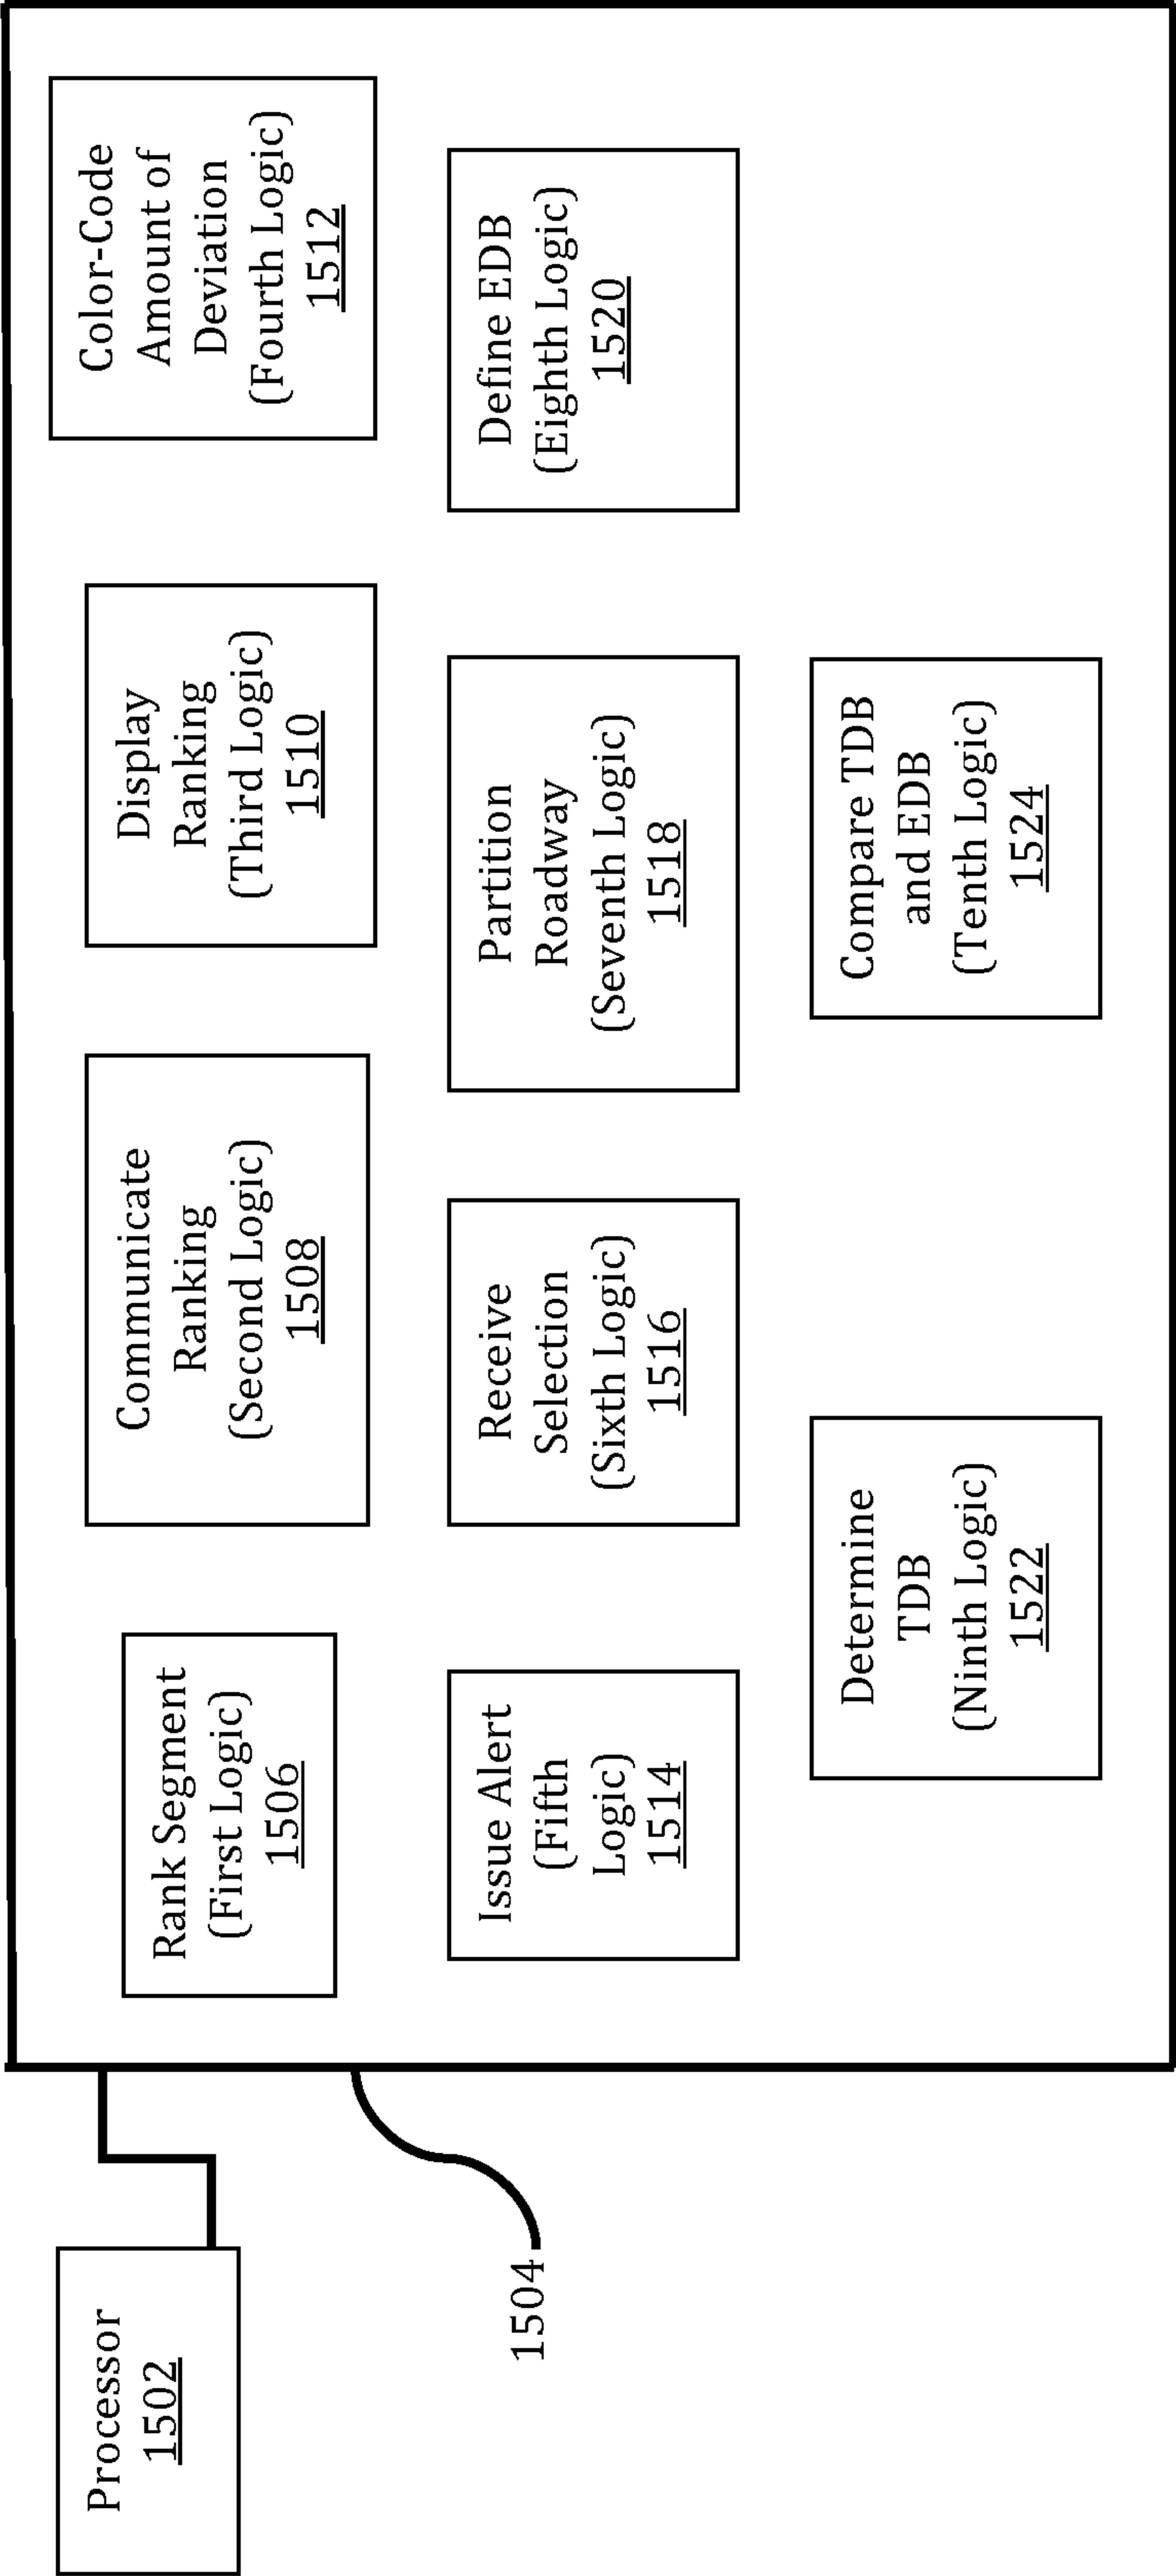 Processor
1502
1504
Rank Segment
(First Logic)
1506
Communicate
Ranking
(Second Logic)
1508
Display
Ranking
(Third Logic)
1510
Color-Code
Amount of
Deviation
(Fourth Logic)
1512
Issue Alert
(Fifth
Logic)
1514
Receive
Selection
(Sixth Logic)
1516
Partition
Roadway
(Seventh Logic)
1518
Define EDB
(Eighth Logic)
1520
Determine
TDB
(Ninth Logic)
1522
Compare TDB
and EDB
(Tenth Logic)
1524